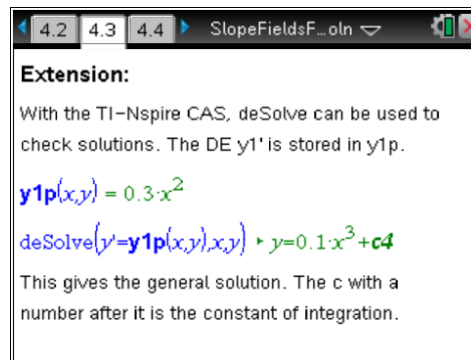 4.2 4.3 4.4 SlopeFieldsF...oln
Extension:
With the TI-Nspire CAS, deSolve can be used to
check solutions. The DE y1' is stored in y1p.
y1p(x,y) = 0.3·x²
deSolve(y'=y1p(x,y),x,y) ▸ y=0.1·x³+c4
This gives the general solution. The c with a
number after it is the constant of integration.